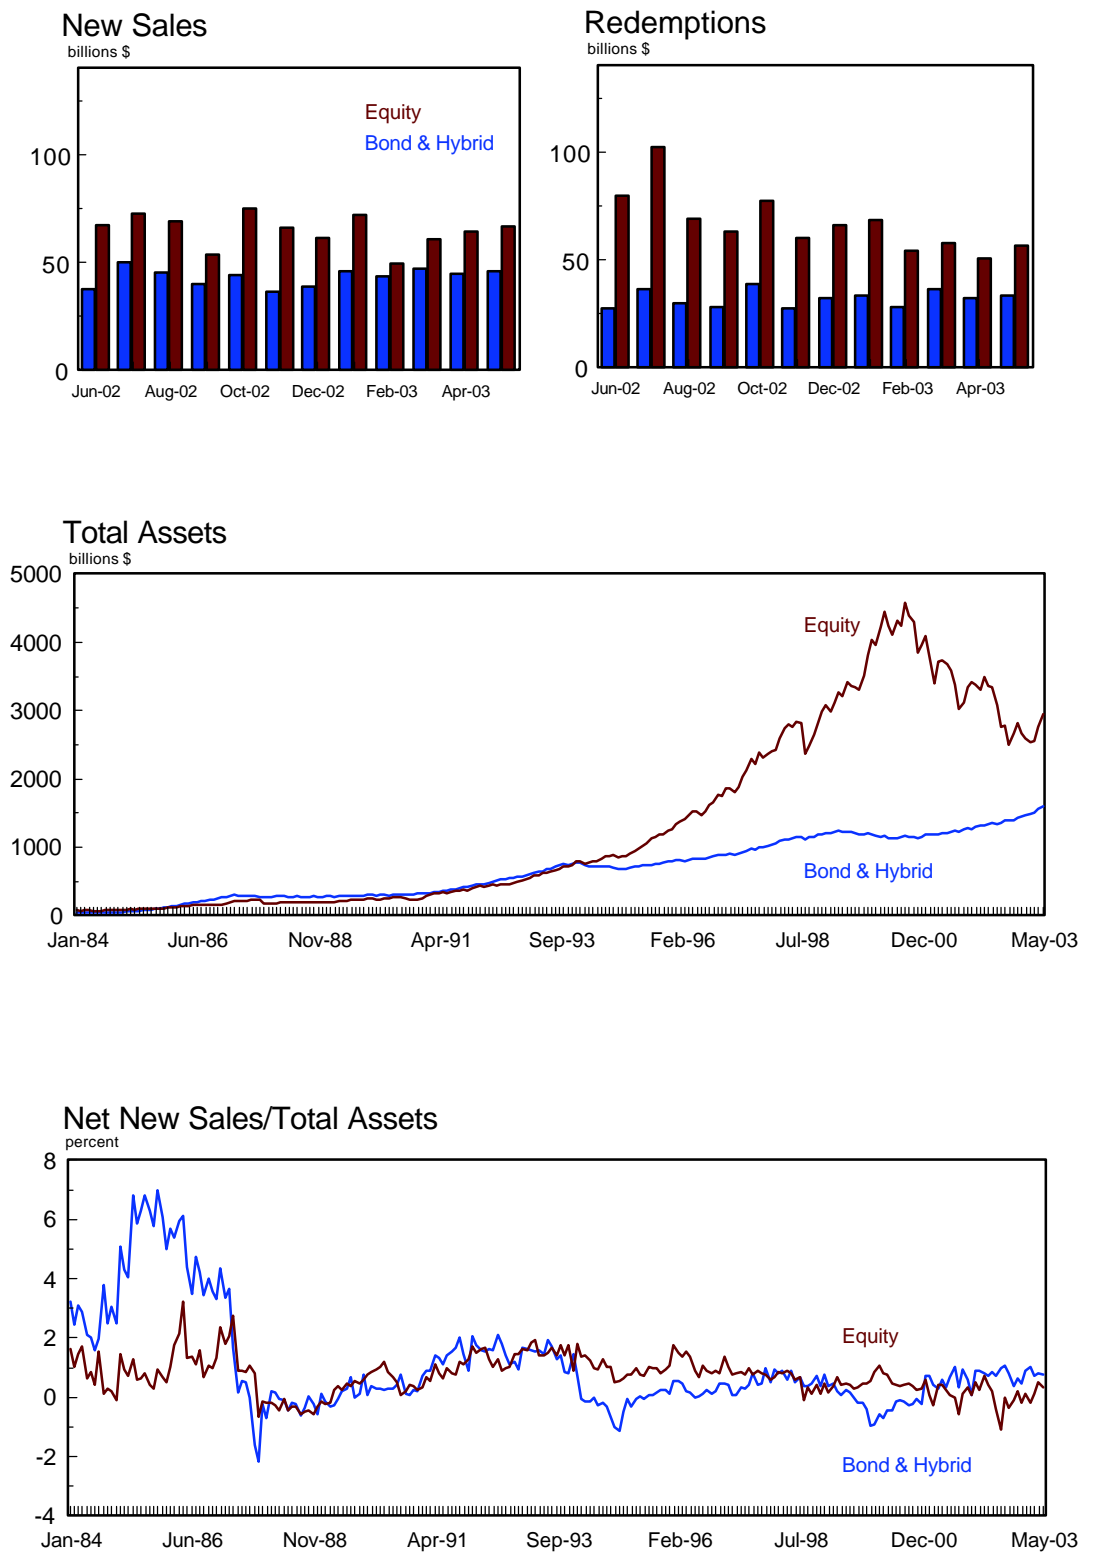 New Sales
billions $
Equity
Bond & Hybrid
100
50
0
Jun-02 Aug-02 Oct-02 Dec-02 Feb-03 Apr-03
Redemptions
billions $
100
50
0
Jun-02 Aug-02 Oct-02 Dec-02 Feb-03 Apr-03
Total Assets
billions $
5000
Equity
4000
3000
2000
1000
Bond & Hybrid
0
Jan-84 Jun-86 Nov-88 Apr-91 Sep-93 Feb-96 Jul-98 Dec-00 May-03
Net New Sales/Total Assets
percent
8
6
4
2
Equity
0
-2
Bond & Hybrid
-4
Jan-84 Jun-86 Nov-88 Apr-91 Sep-93 Feb-96 Jul-98 Dec-00 May-03